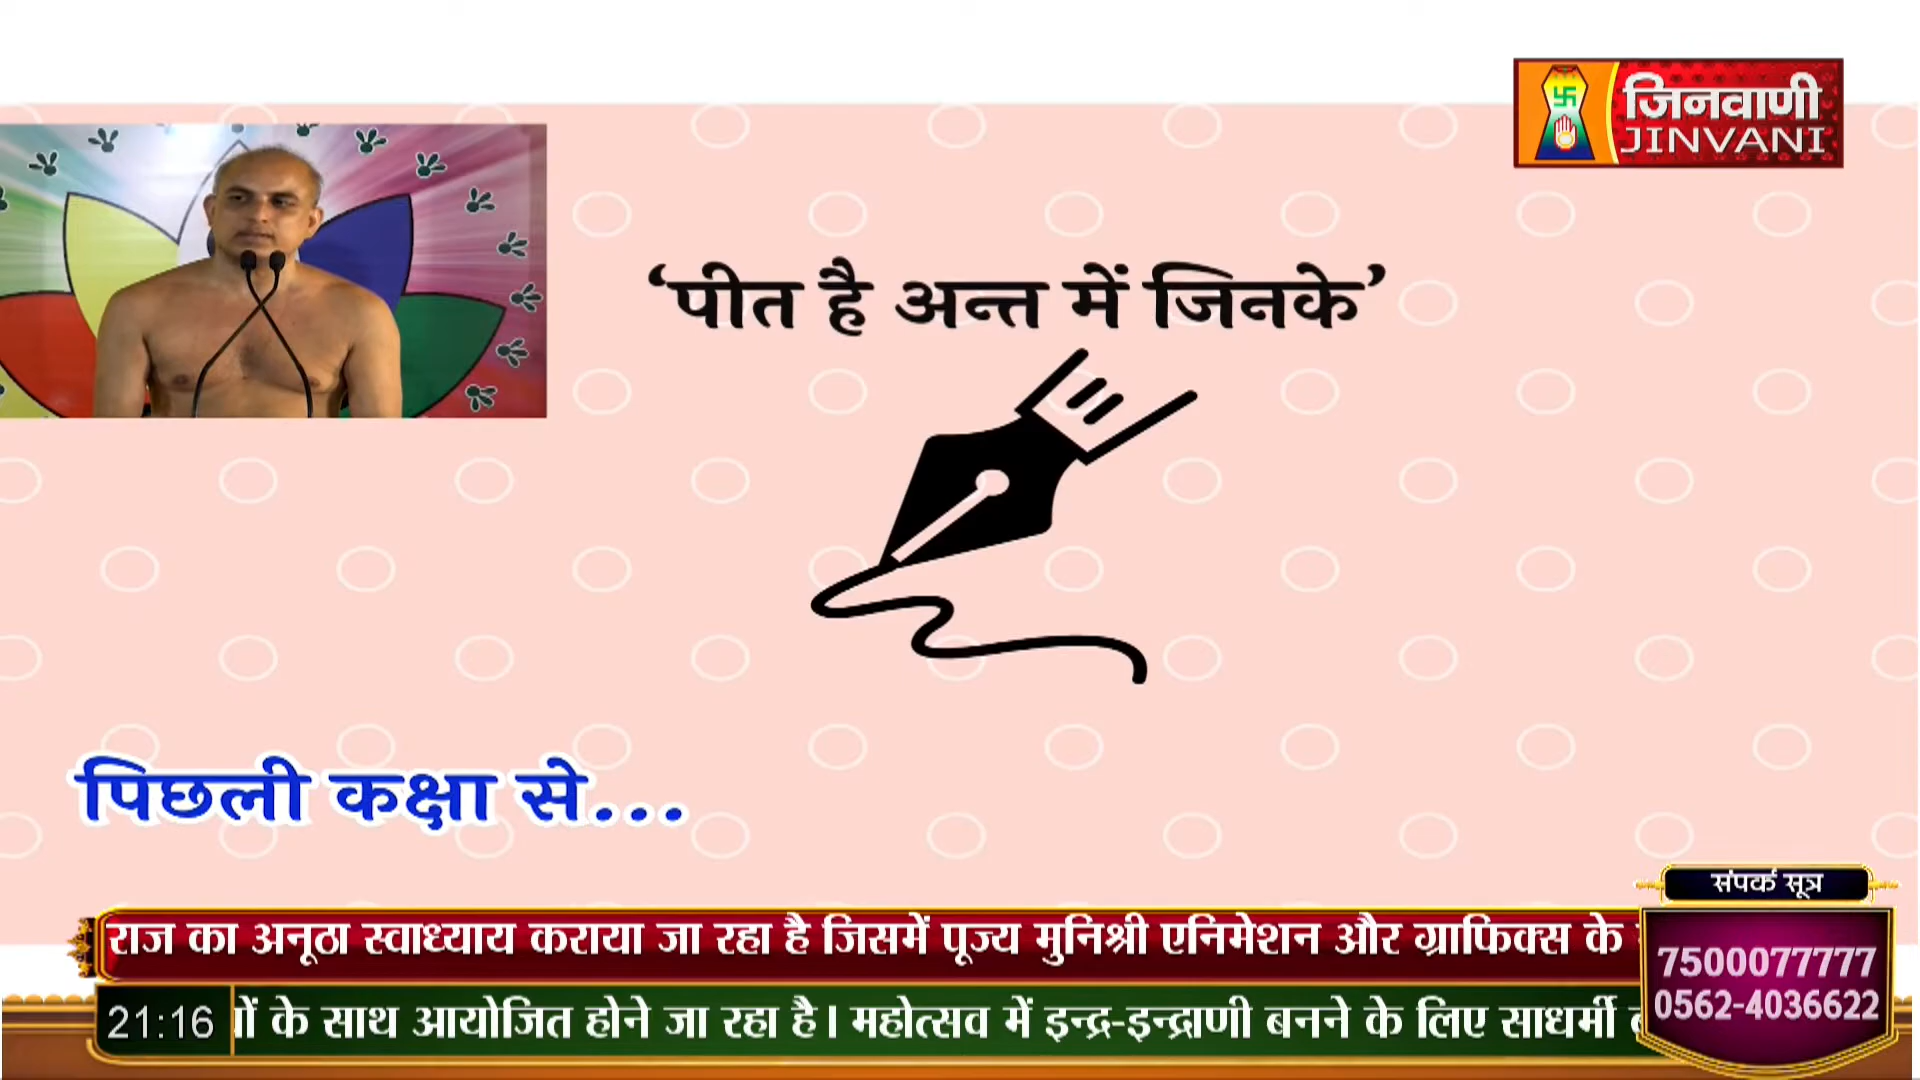 जिनवाणी
JINVANI
‘पीत है अन्त में जिनके’
पिछली कक्षा से...
संपर्क सूत्र
राज का अनूठा स्वाध्याय कराया जा रहा है जिसमें पूज्य मुनिश्री एनिमेशन और ग्राफिक्स के
7500077777
0562-4036622
21:16
के साथ आयोजित होने जा रहा है। महोत्सव में इन्द्र-इन्द्राणी बनने के लिए साधर्मी